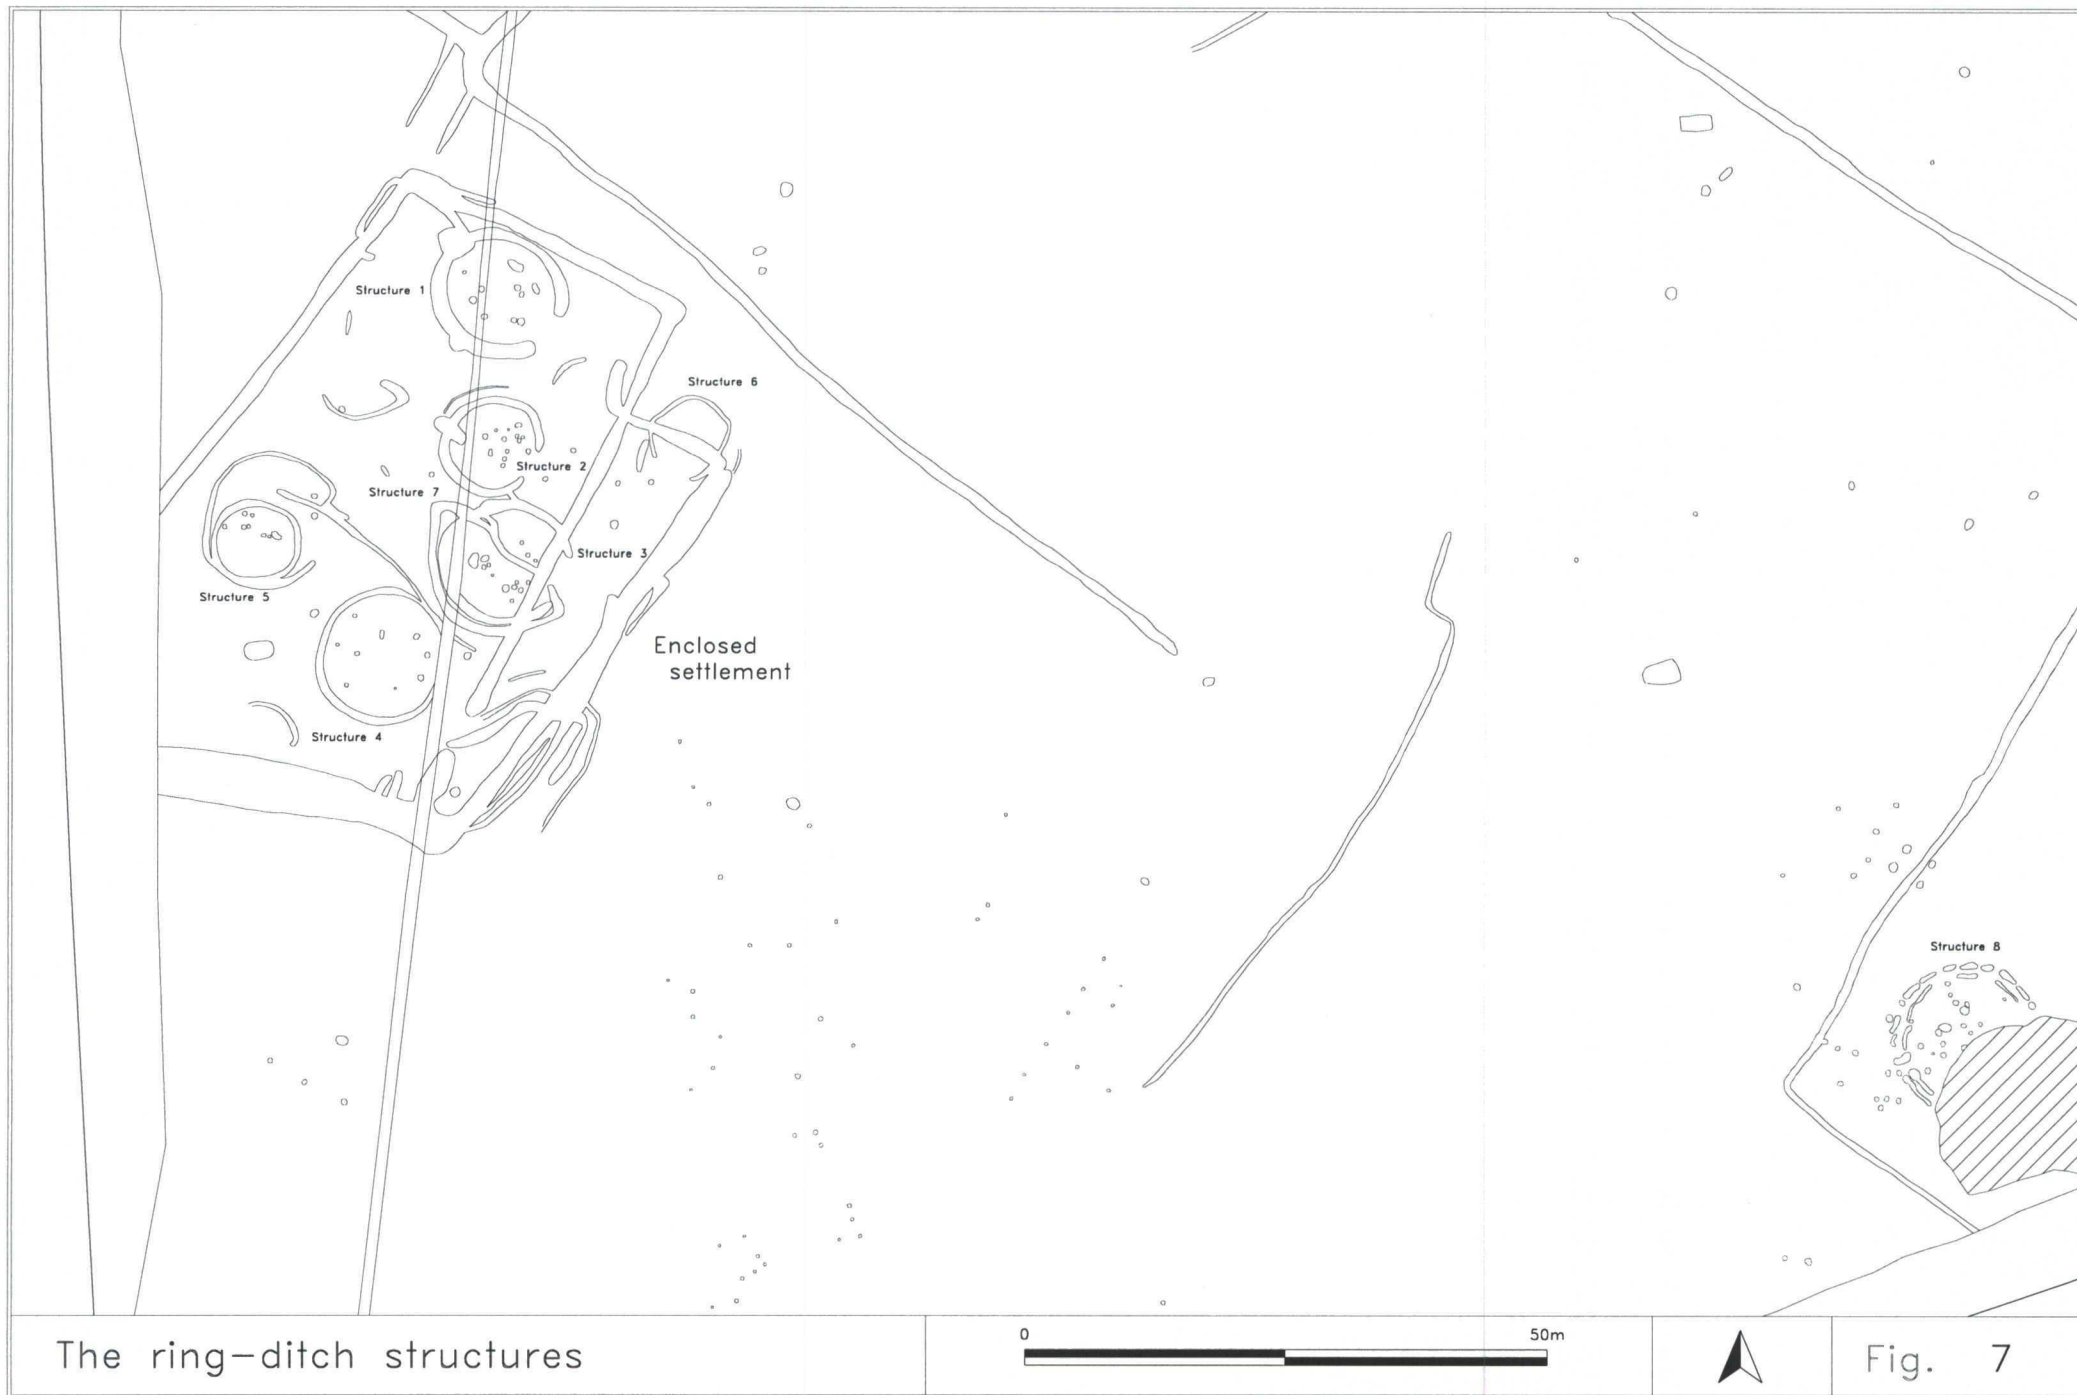 Structure 1
Structure 6
Structure 2
Structure 7
Structure 3
Structure 5
Enclosed
settlement
Structure 4
Structure 8
The ring-ditch structures
0 50m
Fig. 7